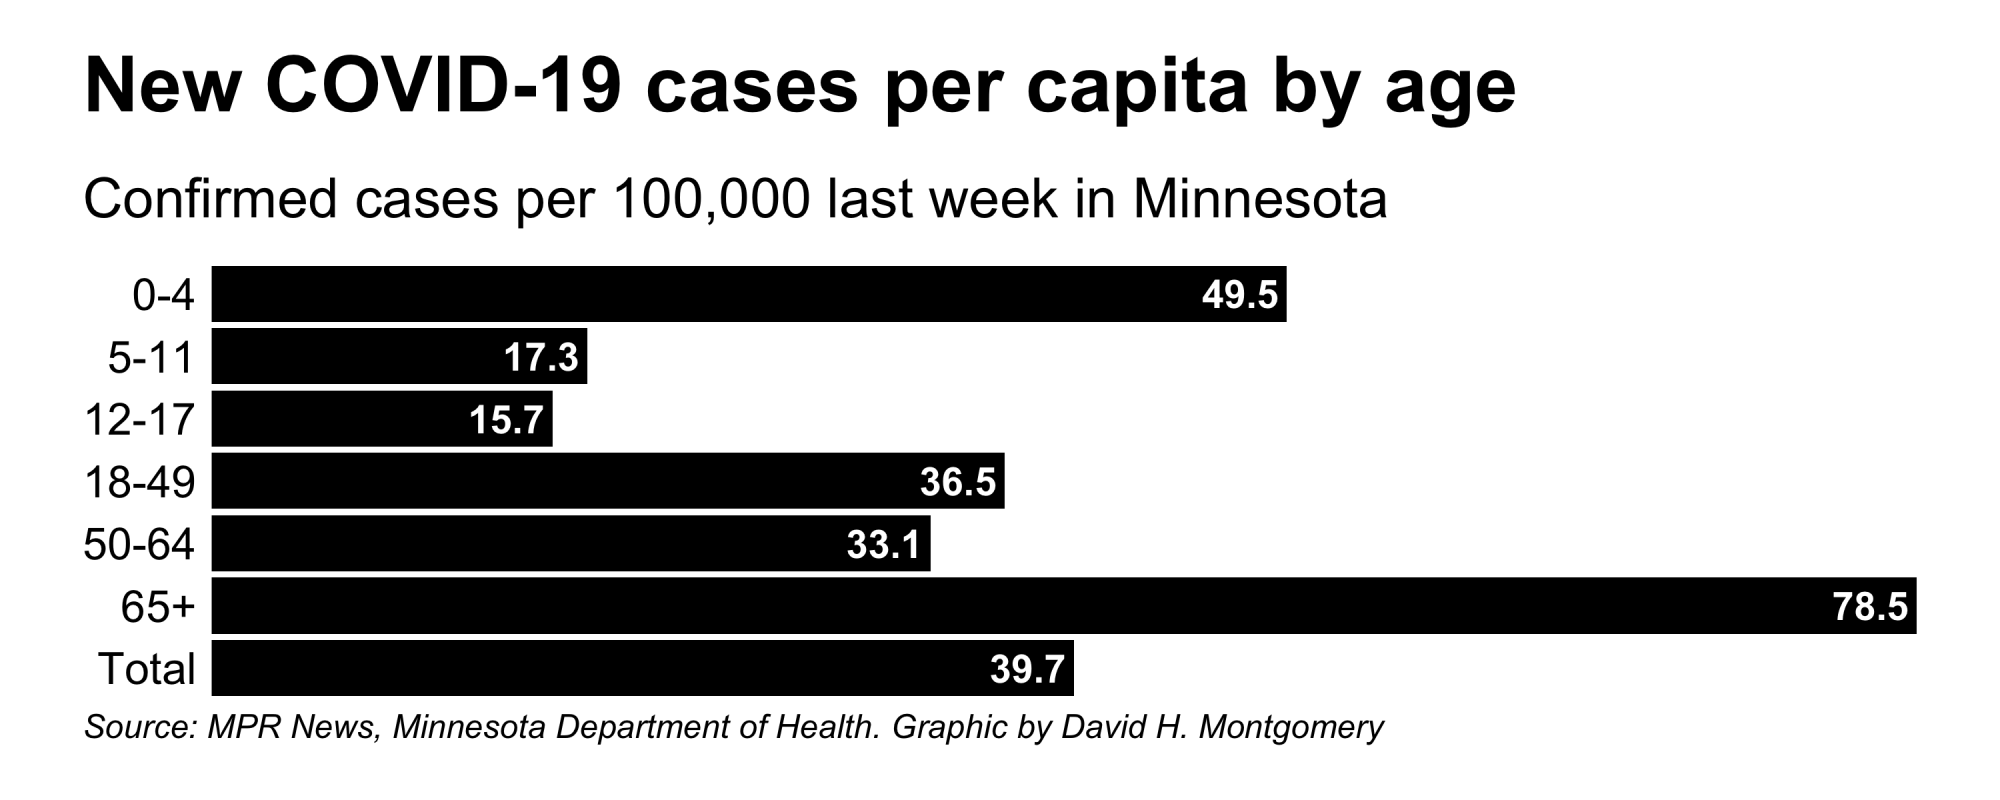 New COVID-19 cases per capita by age
Confirmed cases per 100,000 last week in Minnesota
0-4 49.5
5-11 17.3
12-17 15.7
18-49 36.5
50-64 33.1
65+ 78.5
Total 39.7
Source: MPR News, Minnesota Department of Health. Graphic by David H. Montgomery